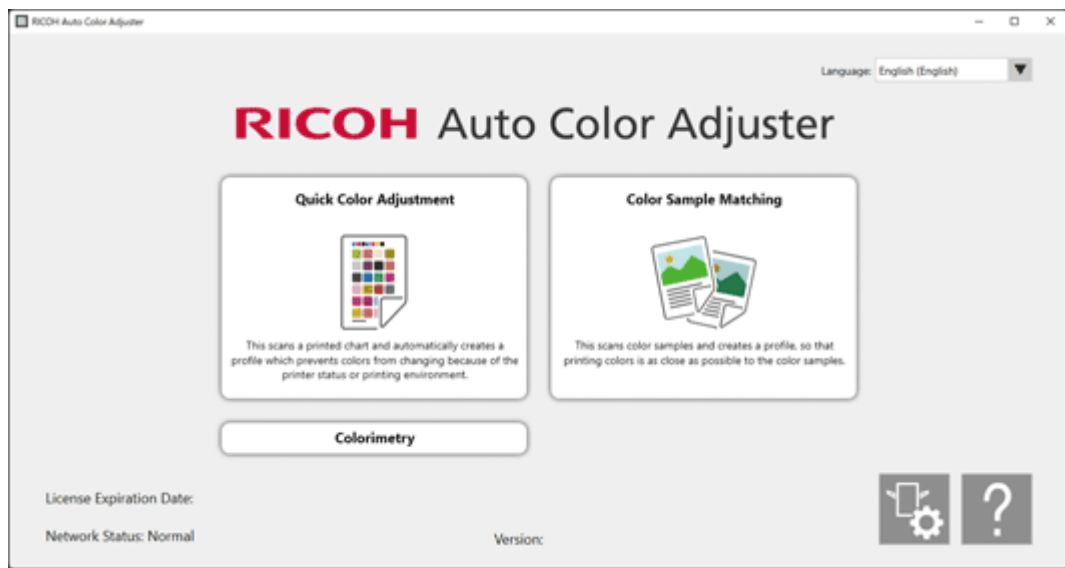 RICOH Auto Color Adjuster
Language: English (English)
RICOH Auto Color Adjuster
Quick Color Adjustment
This scans a printed chart and automatically creates a
profile which prevents colors from changing because of the
printer status or printing environment.
Color Sample Matching
This scans color samples and creates a profile, so that
printing colors is as close as possible to the color samples.
Colorimetry
License Expiration Date:
Network Status: Normal
Version:
?